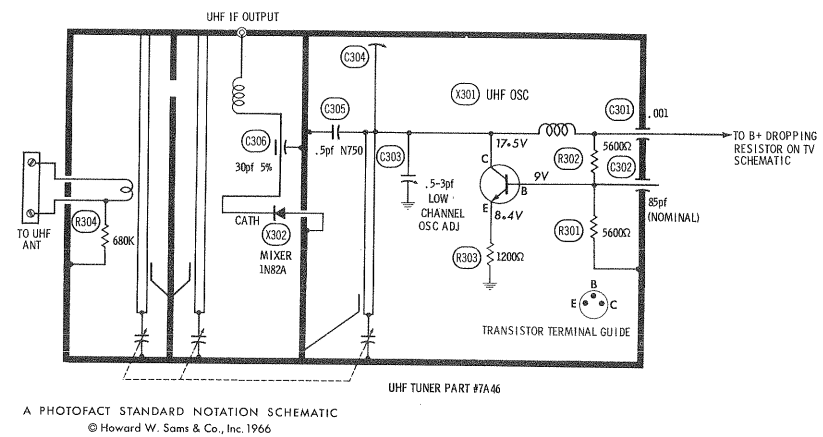 UHF IF OUTPUT
C304
X301 UHF OSC
C301
.001
C305
.5pf N750
C306
30pf 5%
C303
.5-3pf
LOW
CHANNEL
OSC ADJ
17.5V
C
B
E
9V
8.4V
5600Ω
R302
C302
85pf
(NOMINAL)
TO B+ DROPPING
RESISTOR ON TV
SCHEMATIC
TO UHF
ANT
R304
680K
CATH
X302
MIXER
1N82A
R303
1200Ω
R301
5600Ω
B
E
C
TRANSISTOR TERMINAL GUIDE
UHF TUNER PART #7A46
A PHOTOFACT STANDARD NOTATION SCHEMATIC
© Howard W. Sams & Co., Inc. 1966